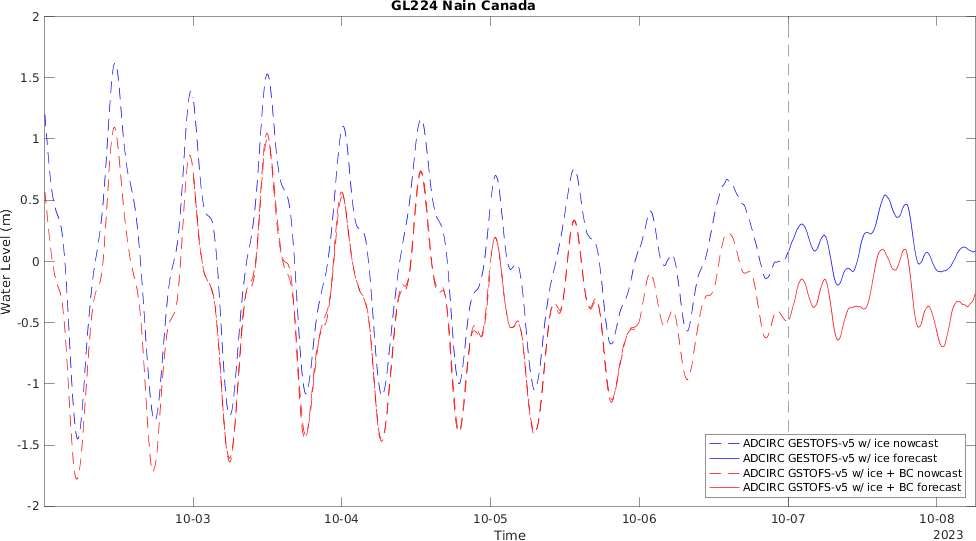 GL224 Nain Canada
2
1.5
1
0.5
0
-0.5
-1
-1.5
-2
Water Level (m)
10-03
10-04
10-05
10-06
10-07
10-08
Time
2023
ADCIRC GESTOFS-v5 w/ ice nowcast
ADCIRC GESTOFS-v5 w/ ice forecast
ADCIRC GSTOFS-v5 w/ ice + BC nowcast
ADCIRC GSTOFS-v5 w/ ice + BC forecast